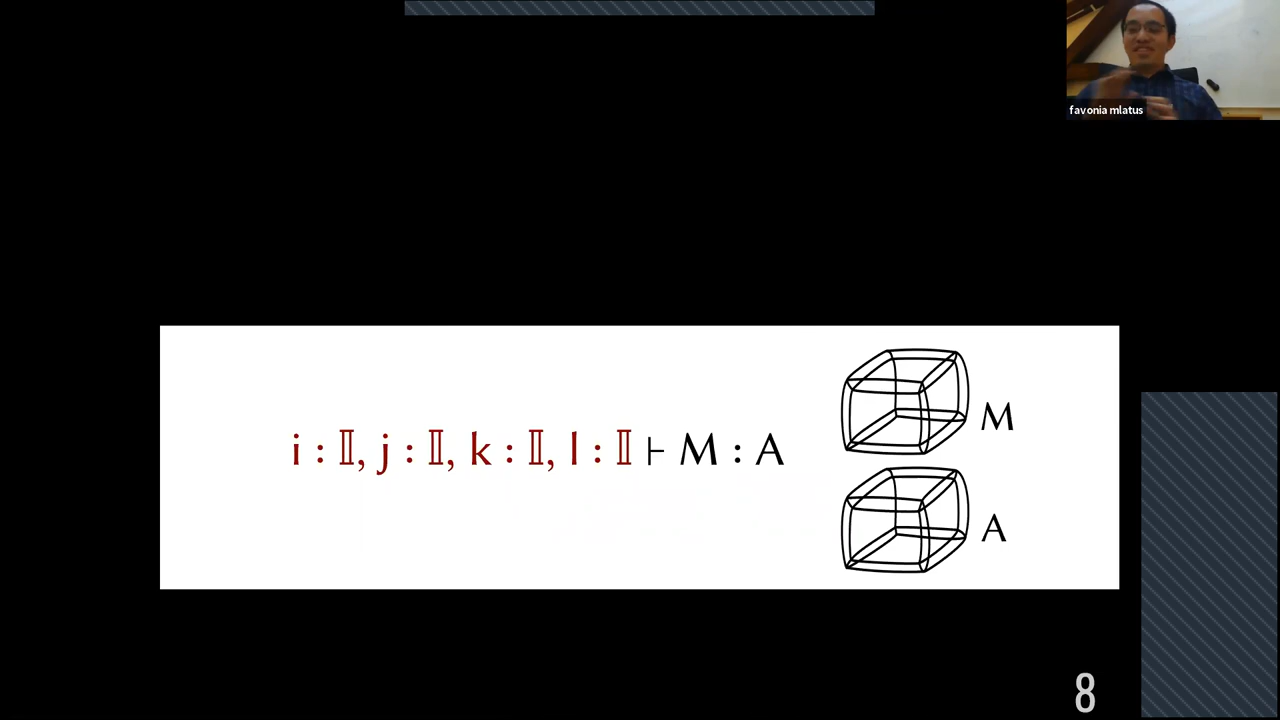 favonia mlatus
i : 𝕀, j : 𝕀, k : 𝕀, l : 𝕀 ⊢ M : A
M
A
8